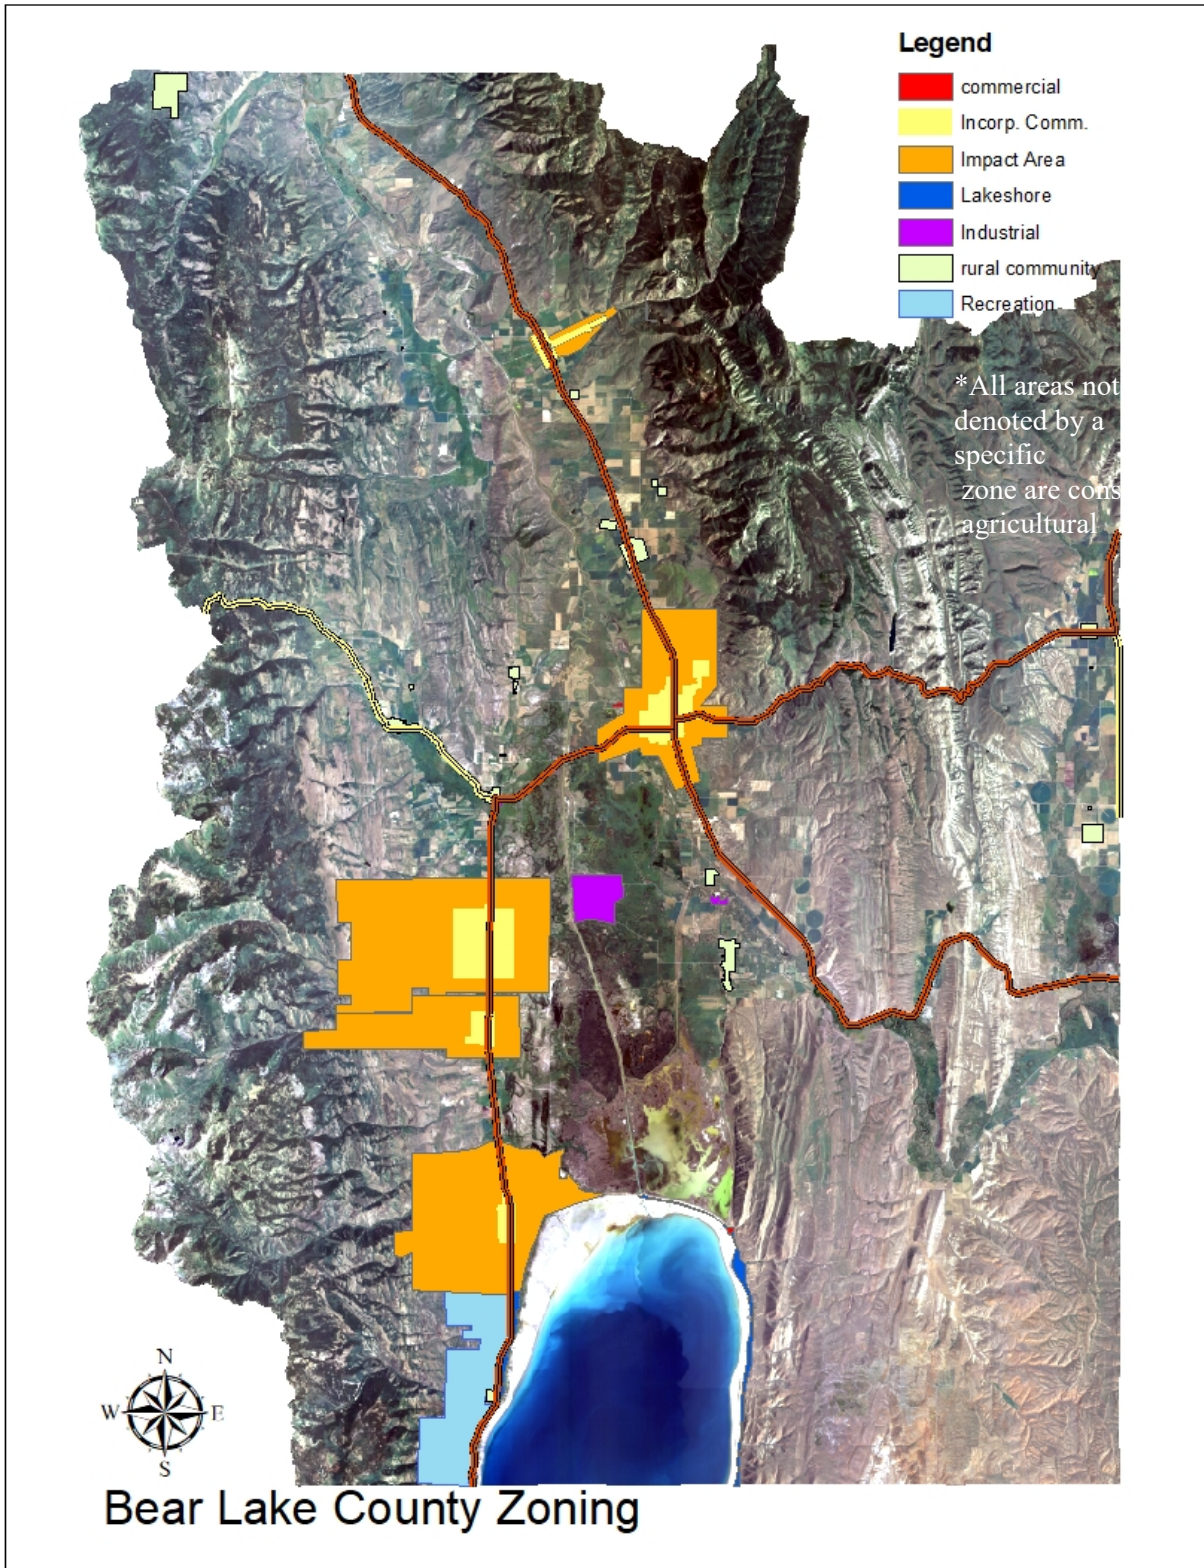 Legend
commercial
Incorp. Comm.
Impact Area
Lakeshore
Industrial
rural community
Recreation
*All areas not
denoted by a
specific
zone are cons
agricultural
N
W E
S
Bear Lake County Zoning